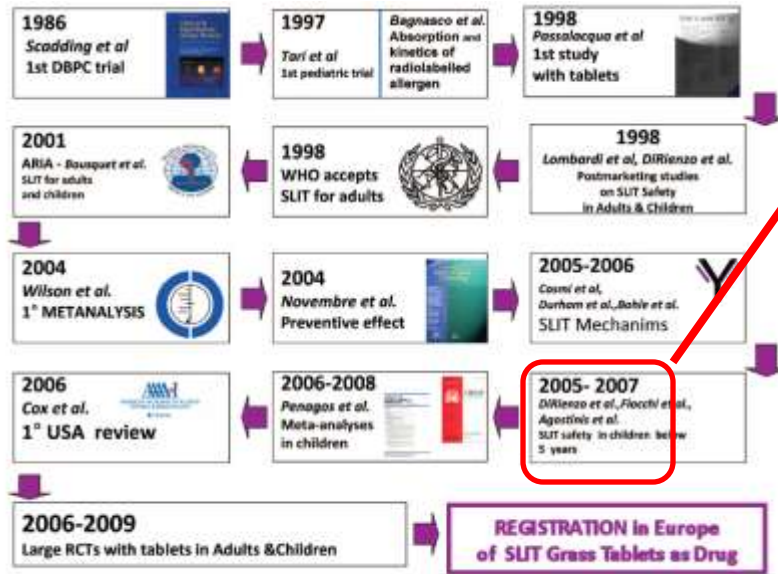 1986
Scadding et al
1st DBPC trial
1997
Tari et al
1st pediatric trial
Bagnasco et al.
Absorption and
kinetics of
radiolabelled
allergen
1998
Passalacqua et al
1st study
with tablets
1998
Lombardi et al, DiRienzo et al.
Postmarketing studies
on SLIT Safety
in Adults & Children
1998
WHO accepts
SLIT for adults
2001
ARIA - Bousquet et al.
SLIT for adults
and children
2004
Wilson et al.
1° METANALYSIS
2004
Novembre et al.
Preventive effect
2005-2006
Cosmi et al,
Durham et al.,Bahle et al.
SLIT Mechanims
2005- 2007
DiRienzo et al.,Fiocchi et al.,
Agostinis et al.
SLIT safety in children below
5 years
2006-2008
Penagos et al.
Meta-analyses
in children
2006
Cox et al.
1° USA review
2006-2009
Large RCTs with tablets in Adults &Children
REGISTRATION in Europe
of SLIT Grass Tablets as Drug